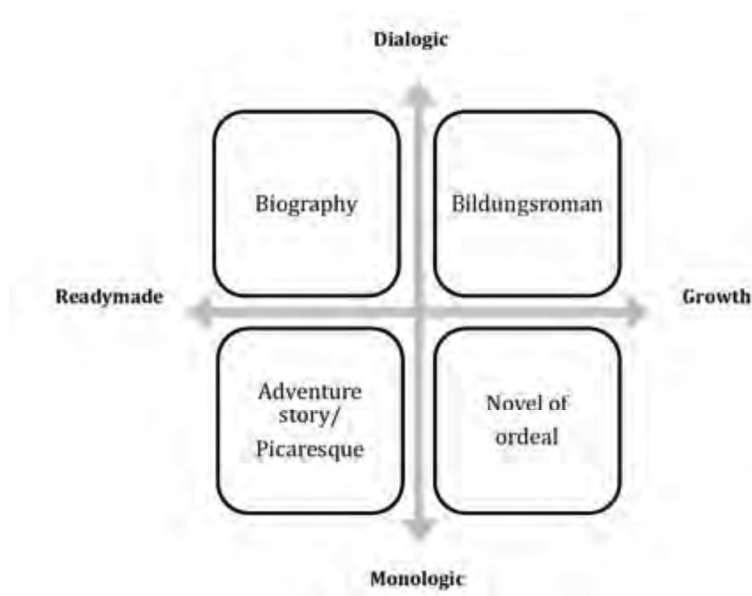 Dialogic
Biography
Bildungsroman
Readymade
Growth
Adventure
story/
Picaresque
Novel of
ordeal
Monologic